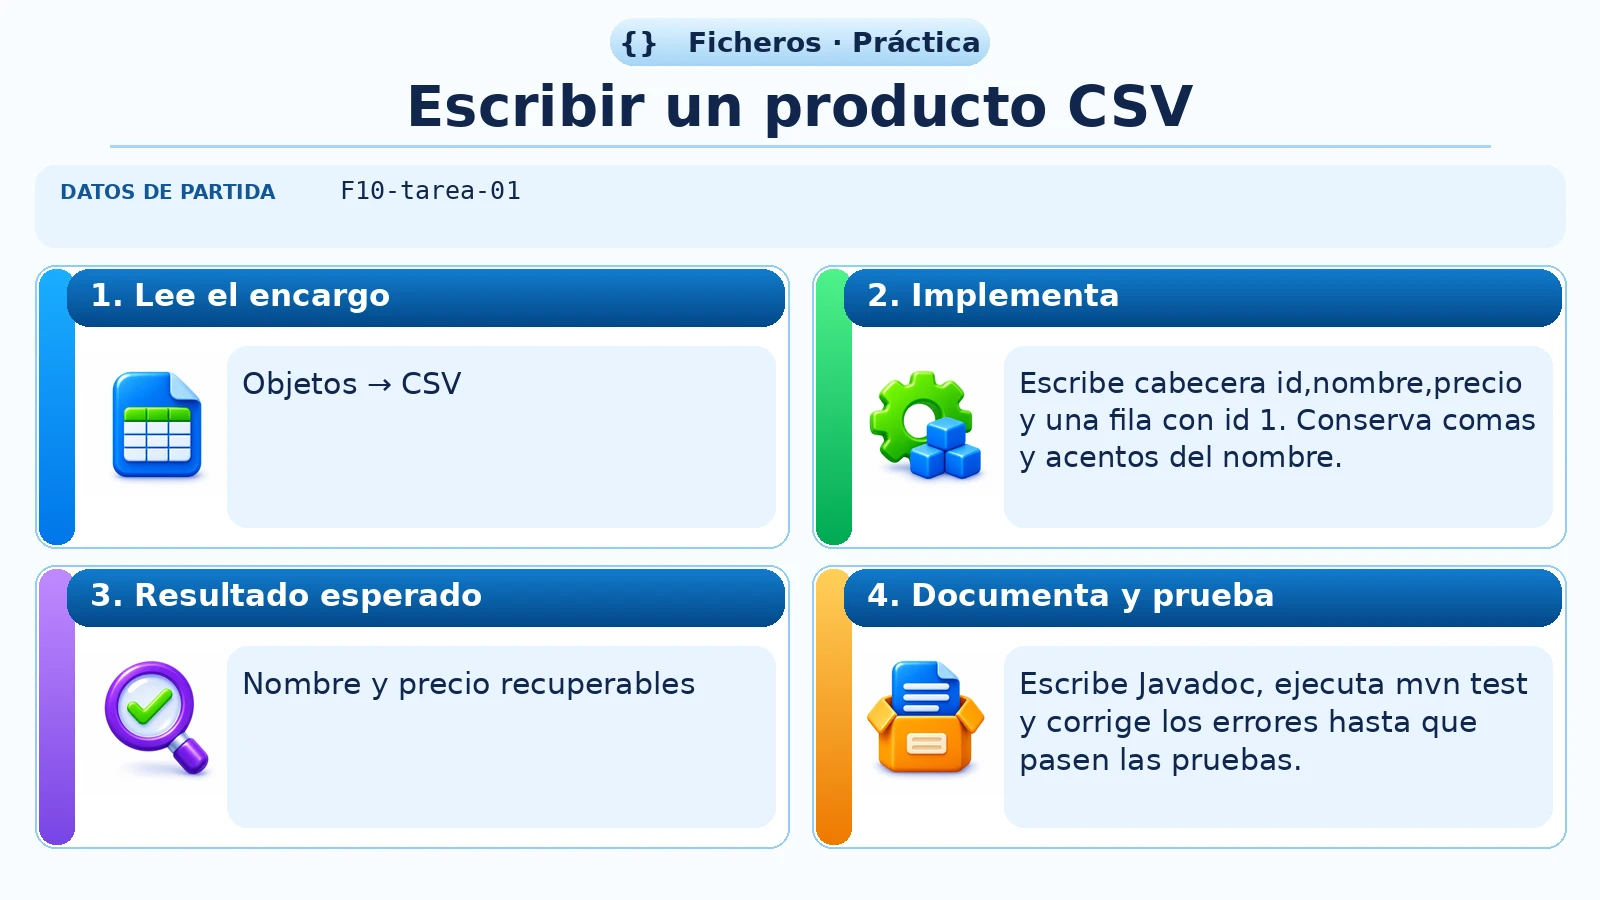 {} Ficheros · Práctica
Escribir un producto CSV
DATOS DE PARTIDA F10-tarea-01
1. Lee el encargo
Objetos → CSV
2. Implementa
Escribe cabecera id,nombre,precio
y una fila con id 1. Conserva comas
y acentos del nombre.
3. Resultado esperado
Nombre y precio recuperables
4. Documenta y prueba
Escribe Javadoc, ejecuta mvn test
y corrige los errores hasta que
pasen las pruebas.